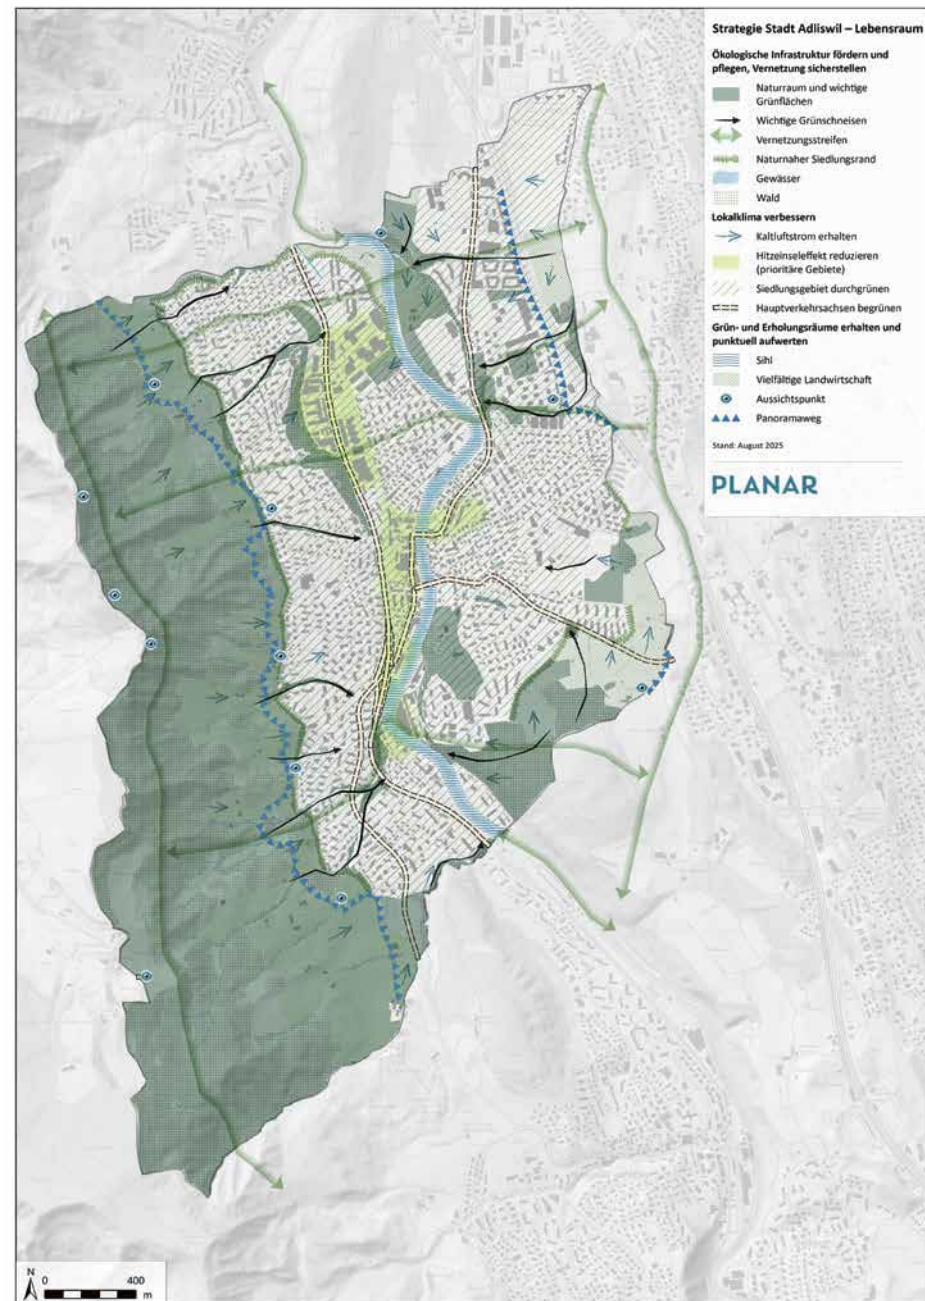 Strategie Stadt Adliswil – Lebensraum
Ökologische Infrastruktur fördern und
pflegen, Vernetzung sicherstellen
Naturraum und wichtige
Grünflächen
Wichtige Grünschneisen
Vernetzungsstreifen
Naturnaher Siedlungsrand
Gewässer
Wald
Lokalklima verbessern
Kaltluftstrom erhalten
Hitzeinseleffekt reduzieren
(prioritäre Gebiete)
Siedlungsgebiet durchgrünen
Hauptverkehrsachsen begrünen
Grün- und Erholungsräume erhalten und
punktuell aufwerten
Sihl
Vielfältige Landwirtschaft
Aussichtspunkt
Panoramaweg
Stand: August 2025
PLANAR
N
0 400
m